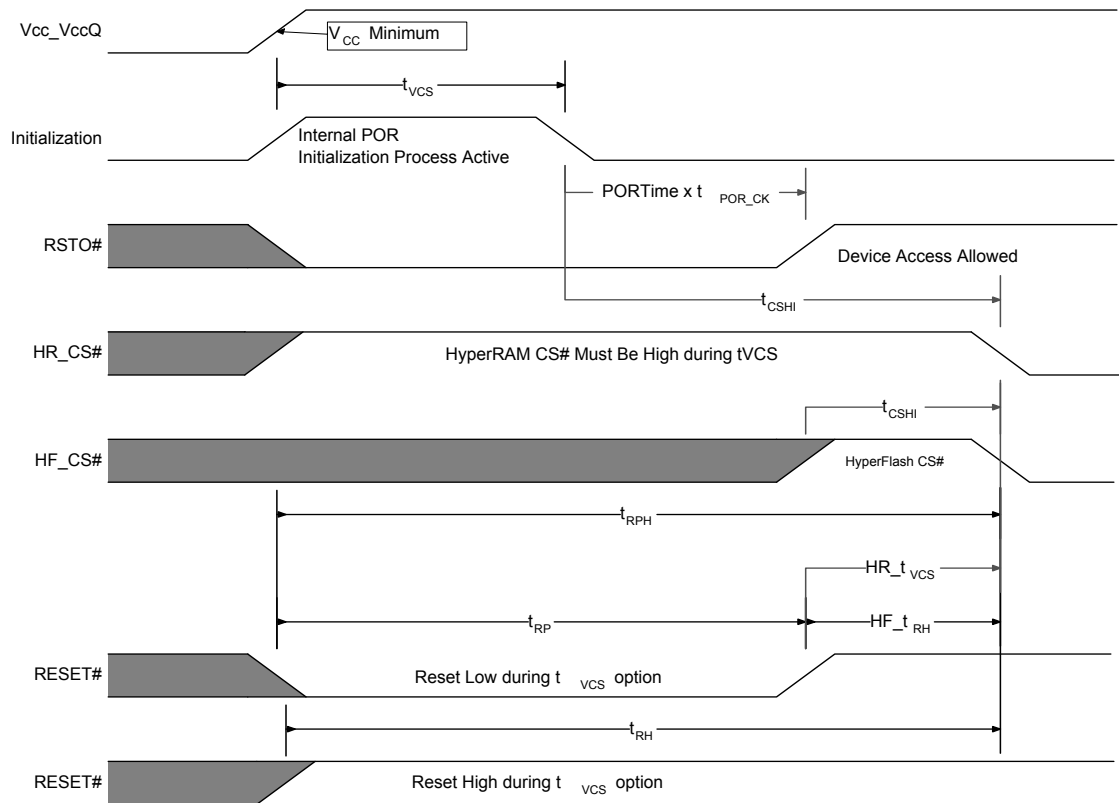 Vcc_VccQ
VCC Minimum
tVCS
Initialization
Internal POR
Initialization Process Active
PORTime x tPOR_CK
RSTO#
Device Access Allowed
tCSHI
HR_CS#
HyperRAM CS# Must Be High during tVCS
tCSHI
HF_CS#
HyperFlash CS#
tRPH
HR_tVCS
tRP
HF_tRH
RESET#
Reset Low during tVCS option
tRH
RESET#
Reset High during tVCS option